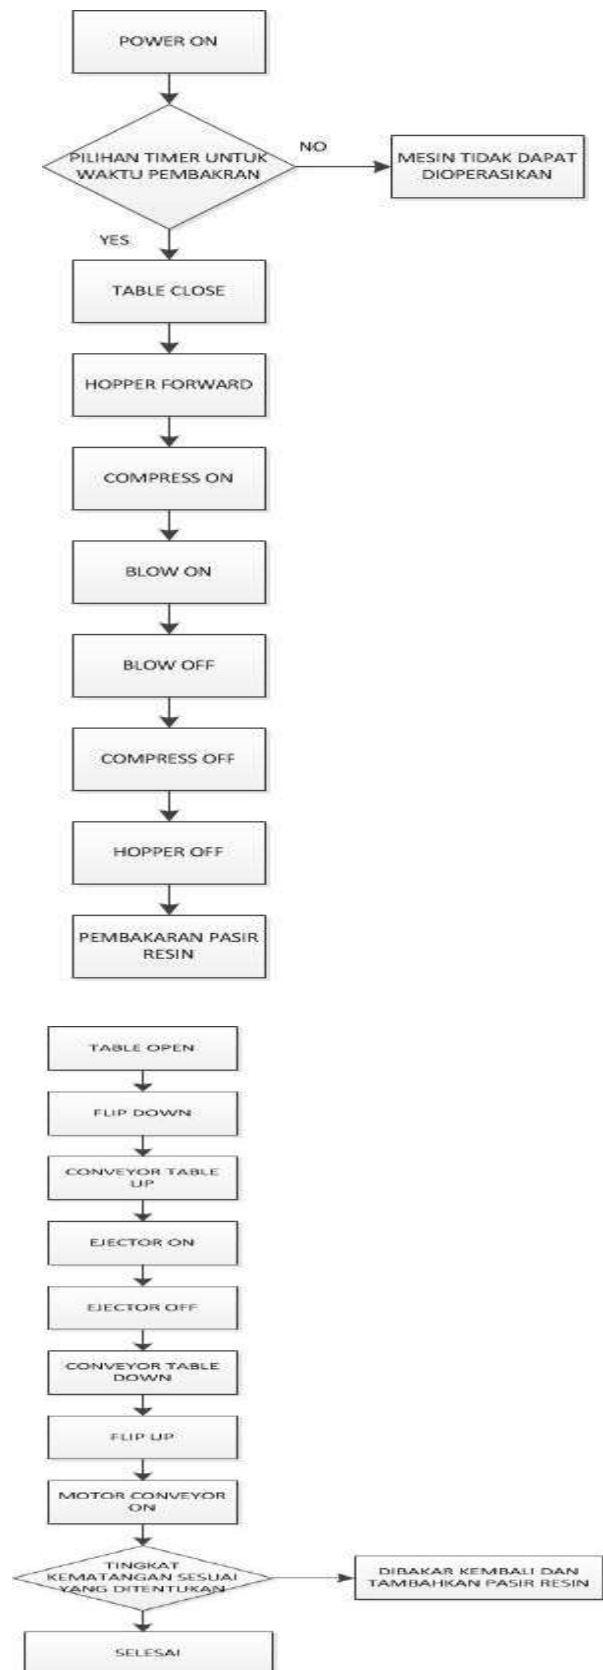 POWER ON
PILIHAN TIMER UNTUK
WAKTU PEMBAKRAN
NO
MESIN TIDAK DAPAT
DIOPERASIKAN
YES
TABLE CLOSE
HOPPER FORWARD
COMPRESS ON
BLOW ON
BLOW OFF
COMPRESS OFF
HOPPER OFF
PEMBAKARAN PASIR
RESIN
TABLE OPEN
FLIP DOWN
CONVEYOR TABLE
UP
EJECTOR ON
EJECTOR OFF
CONVEYOR TABLE
DOWN
FLIP UP
MOTOR CONVEYOR
ON
TINGKAT
KEMATANGAN SESUAI
YANG DITENTUKAN
DIBAKAR KEMBALI DAN
TAMBAHKAN PASIR RESIN
SELESAI